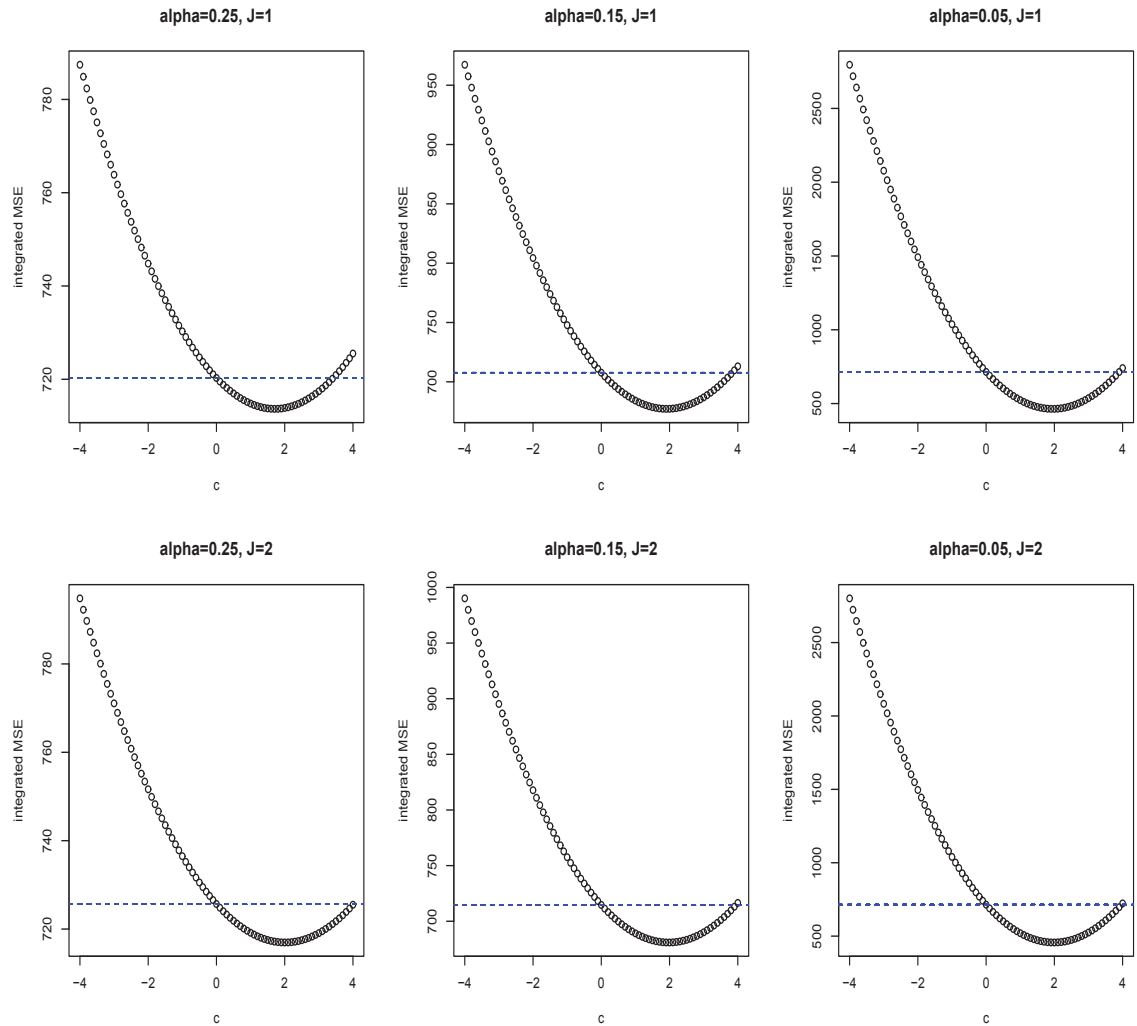 alpha=0.25, J=1
integrated MSE
780
760
740
720
−4 −2 0 2 4
c
alpha=0.15, J=1
integrated MSE
950
900
850
800
750
700
−4 −2 0 2 4
c
alpha=0.05, J=1
integrated MSE
2500
2000
1500
1000
500
−4 −2 0 2 4
c
alpha=0.25, J=2
integrated MSE
780
760
740
720
−4 −2 0 2 4
c
alpha=0.15, J=2
integrated MSE
1000
950
900
850
800
750
700
−4 −2 0 2 4
c
alpha=0.05, J=2
integrated MSE
2500
2000
1500
1000
500
−4 −2 0 2 4
c